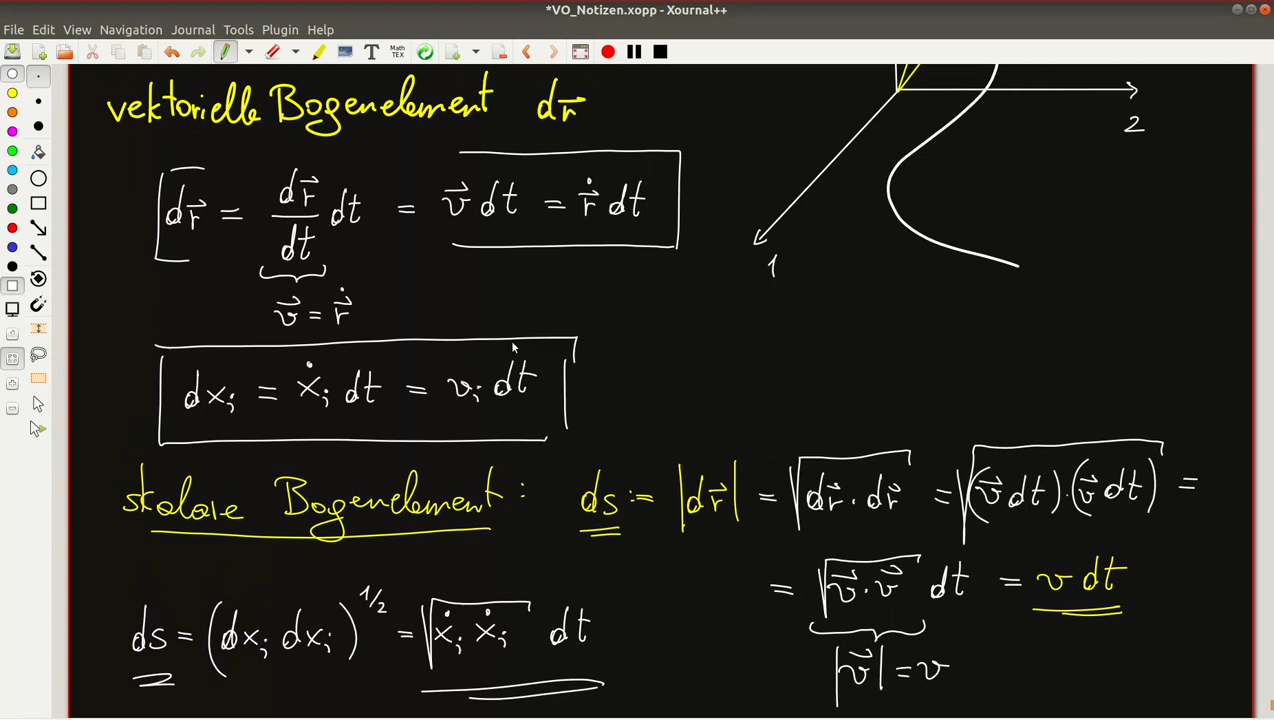 *VO_Notizen.xopp - Xournal++
File Edit View Navigation Journal Tools Plugin Help
T Math TEX
vektorielle Bogenelement dr⃗
2
1
dr⃗ = dr⃗/dt dt = v⃗ dt = ṙ⃗ dt
v⃗ = ṙ⃗
dxᵢ = ẋᵢ dt = vᵢ dt
skalare Bogenelement: ds := |dr⃗| = √(dr⃗ · dr⃗) = √((v⃗ dt) · (v⃗ dt)) =
= √(v⃗ · v⃗) dt = v dt
|v⃗| = v
ds = (dxᵢ dxᵢ)^1/2 = √(ẋᵢ ẋᵢ) dt